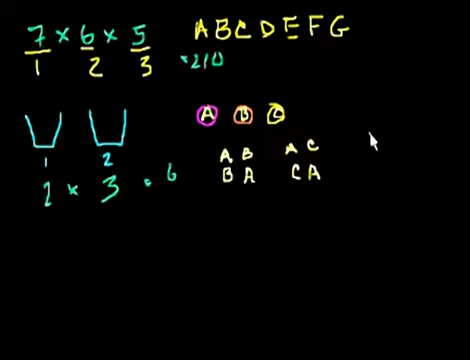 7 × 6 × 5 A B C D E F G
1 2 3 = 210
A B C
1 2 A B A C
2 × 3 = 6 B A C A